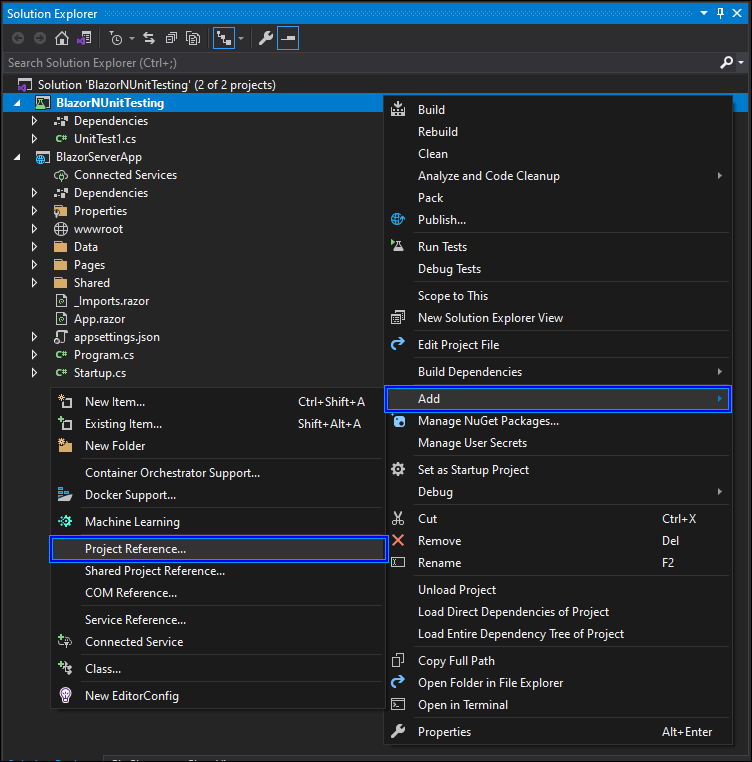 Solution Explorer
Search Solution Explorer (Ctrl+;)
Solution 'BlazorNUnitTesting' (2 of 2 projects)
BlazorNUnitTesting
Dependencies
UnitTest1.cs
BlazorServerApp
Connected Services
Dependencies
Properties
wwwroot
Data
Pages
Shared
_Imports.razor
App.razor
appsettings.json
Program.cs
Startup.cs
Build
Rebuild
Clean
Analyze and Code Cleanup
Pack
Publish...
Run Tests
Debug Tests
Scope to This
New Solution Explorer View
Edit Project File
Build Dependencies
Add
Manage NuGet Packages...
Manage User Secrets
Set as Startup Project
Debug
Cut Ctrl+X
Remove Del
Rename F2
Unload Project
Load Direct Dependencies of Project
Load Entire Dependency Tree of Project
Copy Full Path
Open Folder in File Explorer
Open in Terminal
Properties Alt+Enter
New Item... Ctrl+Shift+A
Existing Item... Shift+Alt+A
New Folder
Container Orchestrator Support...
Docker Support...
Machine Learning
Project Reference...
Shared Project Reference...
COM Reference...
Service Reference...
Connected Service
Class...
New EditorConfig